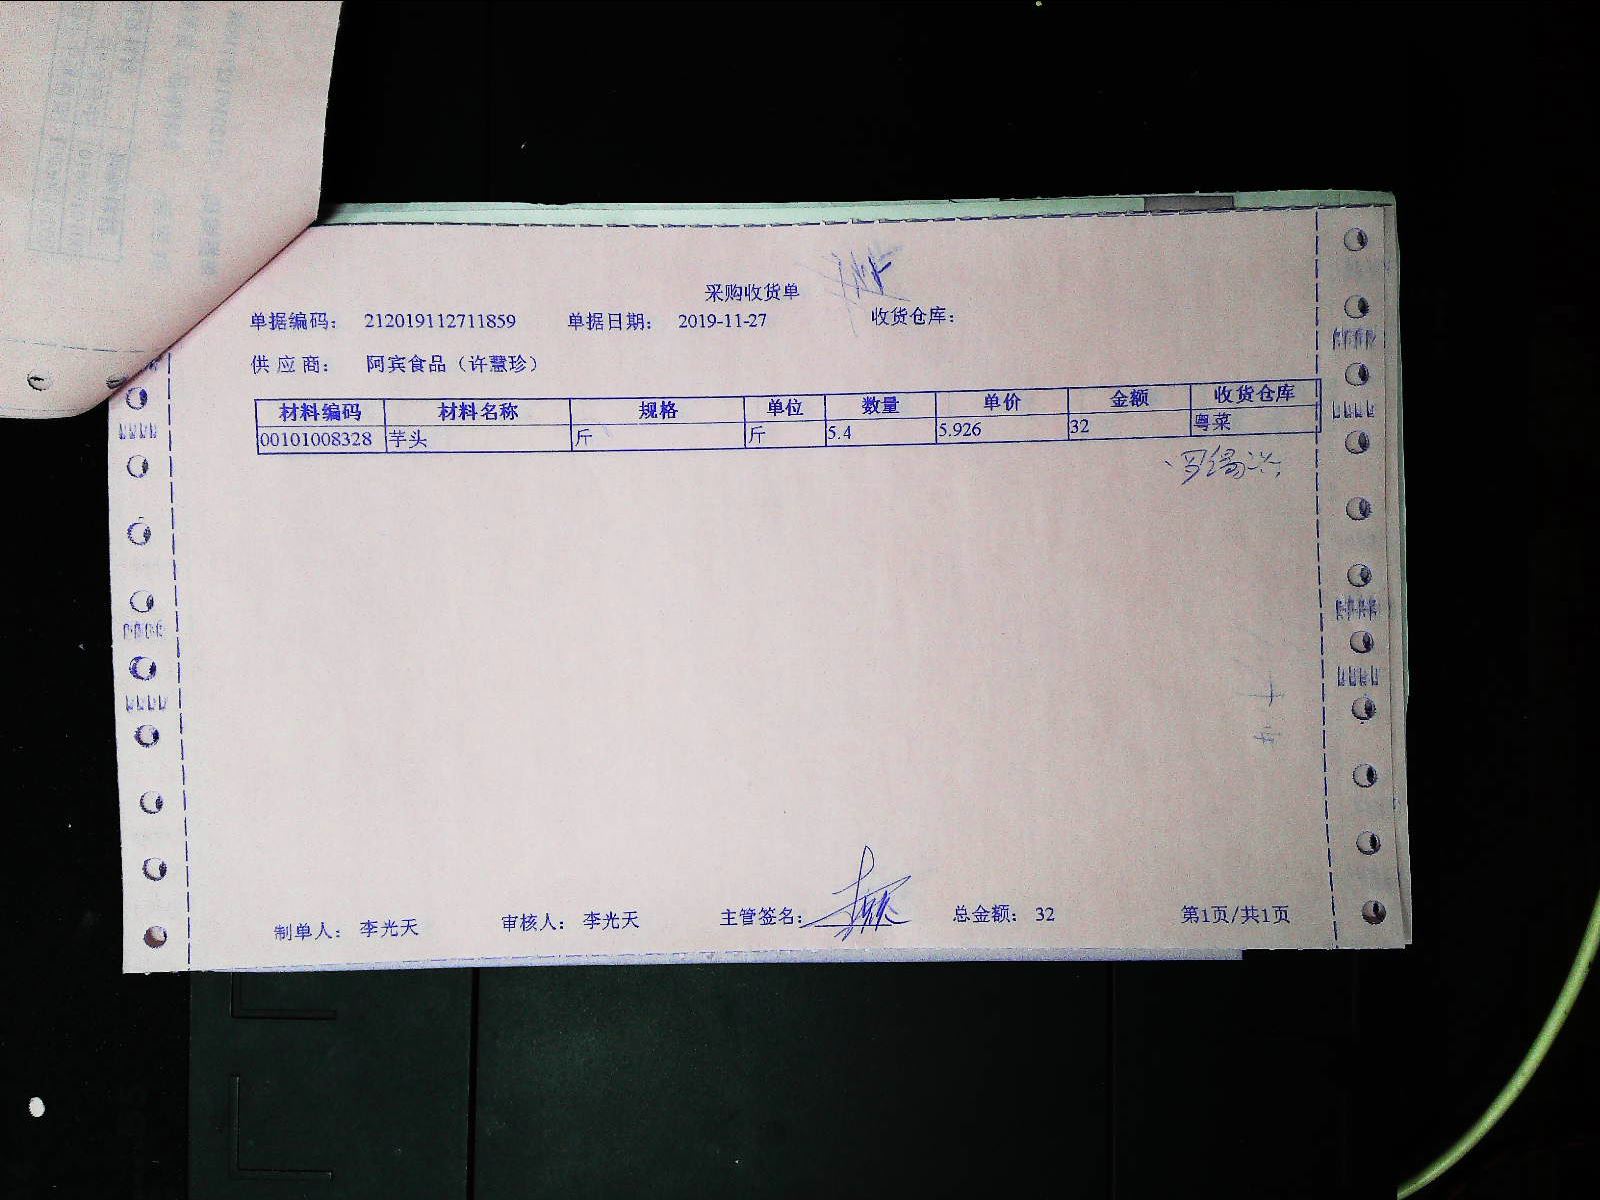 采购收货单
单据编码： 212019112711859 单据日期： 2019-11-27 收货仓库：
供应商： 阿宾食品（许慧珍）
材料编码 材料名称 规格 单位 数量 单价 金额 收货仓库
00101008328 芋头 斤 斤 5.4 5.926 32 粤菜
制单人： 李光天 审核人： 李光天 主管签名： 总金额： 32 第1页/共1页